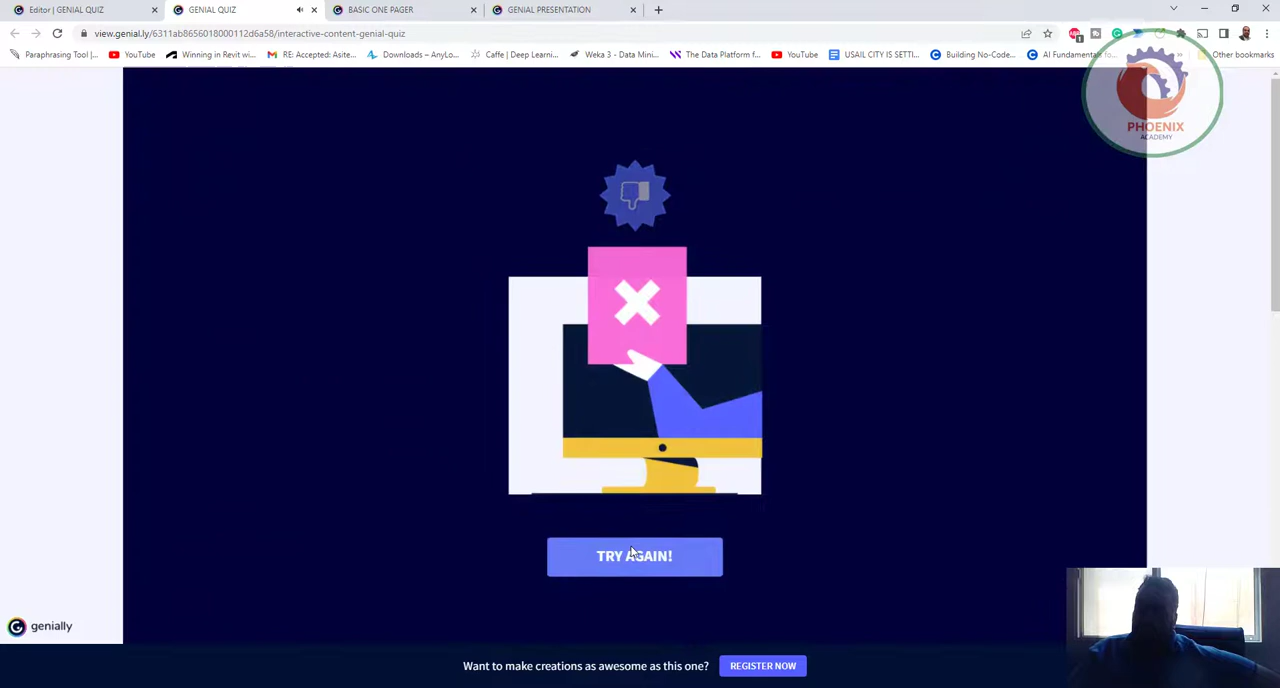 Editor | GENIAL QUIZ
GENIAL QUIZ
BASIC ONE PAGER
GENIAL PRESENTATION
view.genial.ly/6311ab8656018000112d6a58/interactive-content-genial-quiz
Paraphrasing Tool |...
YouTube
Winning in Revit wi...
RE: Accepted: Asite...
Downloads – AnyLo...
Caffe | Deep Learni...
Weka 3 - Data Mini...
The Data Platform f...
YouTube
USAIL CITY IS SETTI...
Building No-Code...
AI Fundamentals fo...
Other bookmarks
PHOENIX
ACADEMY
TRY AGAIN!
genially
Want to make creations as awesome as this one?
REGISTER NOW